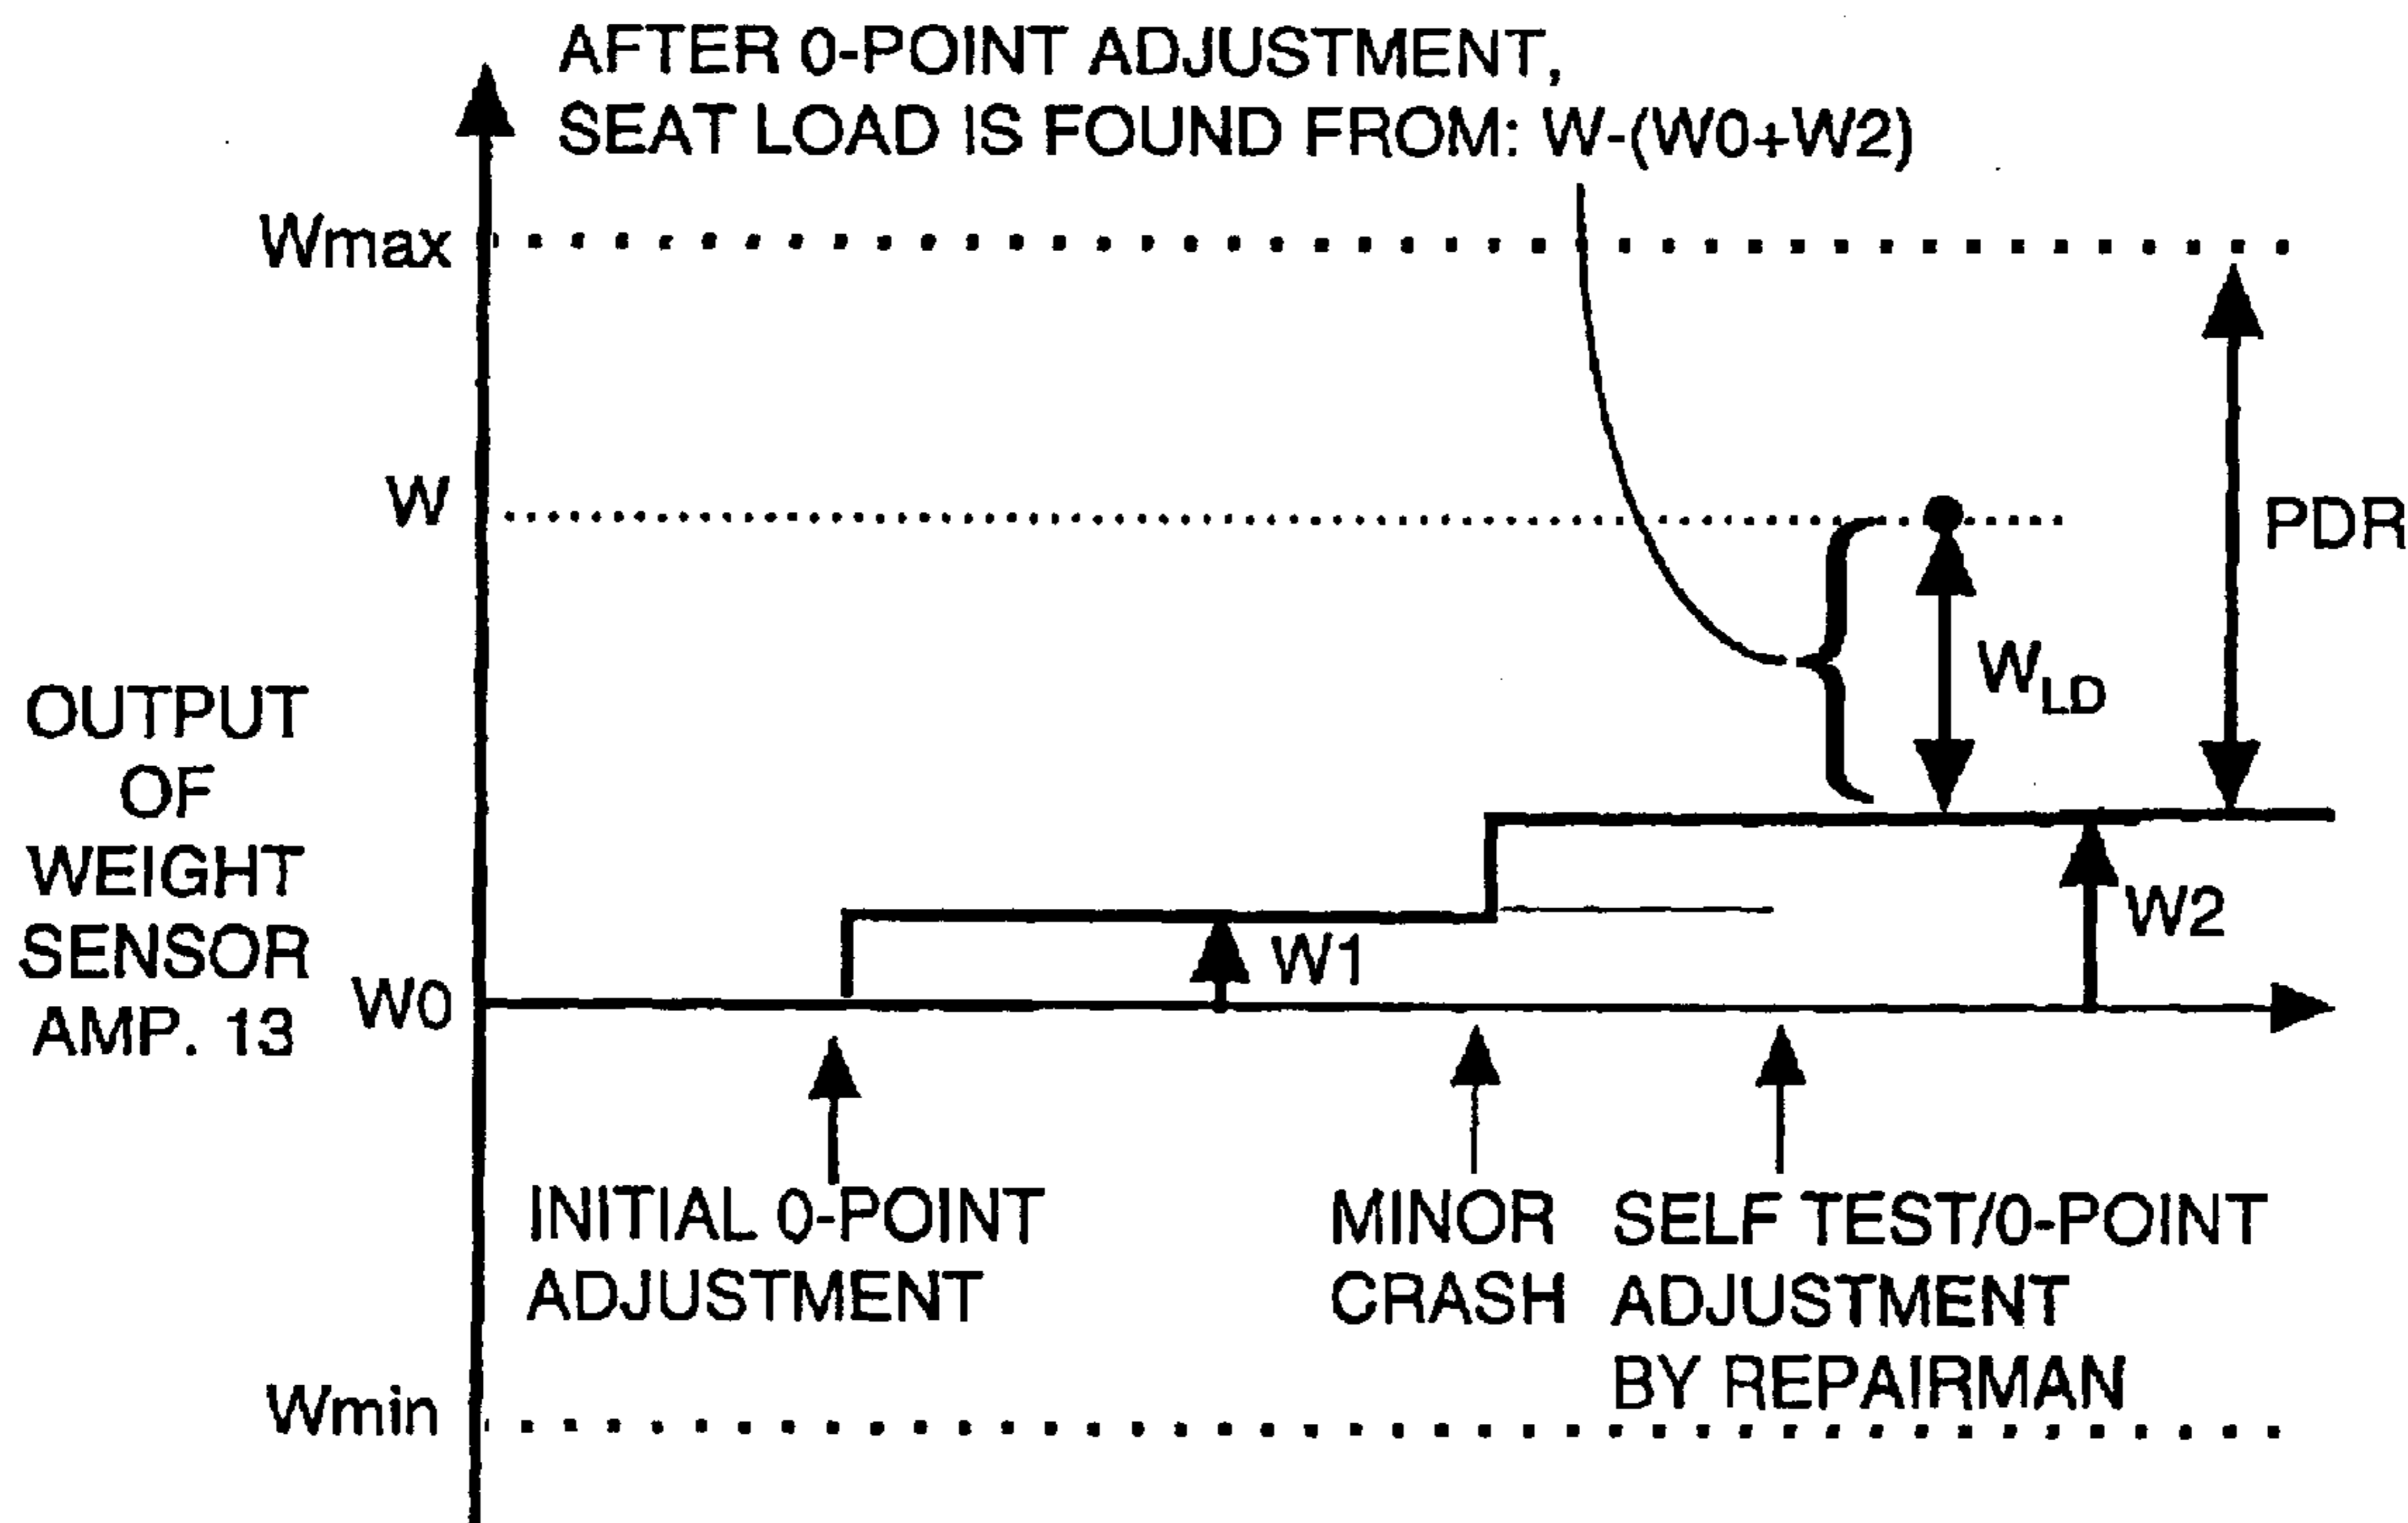 AFTER 0-POINT ADJUSTMENT,
SEAT LOAD IS FOUND FROM: W-(W0+W2)
Wmax
W
PDR
WLD
OUTPUT
OF
WEIGHT
SENSOR
AMP. 13
W2
W1
W0
INITIAL 0-POINT
ADJUSTMENT
MINOR
CRASH
SELF TEST/0-POINT
ADJUSTMENT
BY REPAIRMAN
Wmin